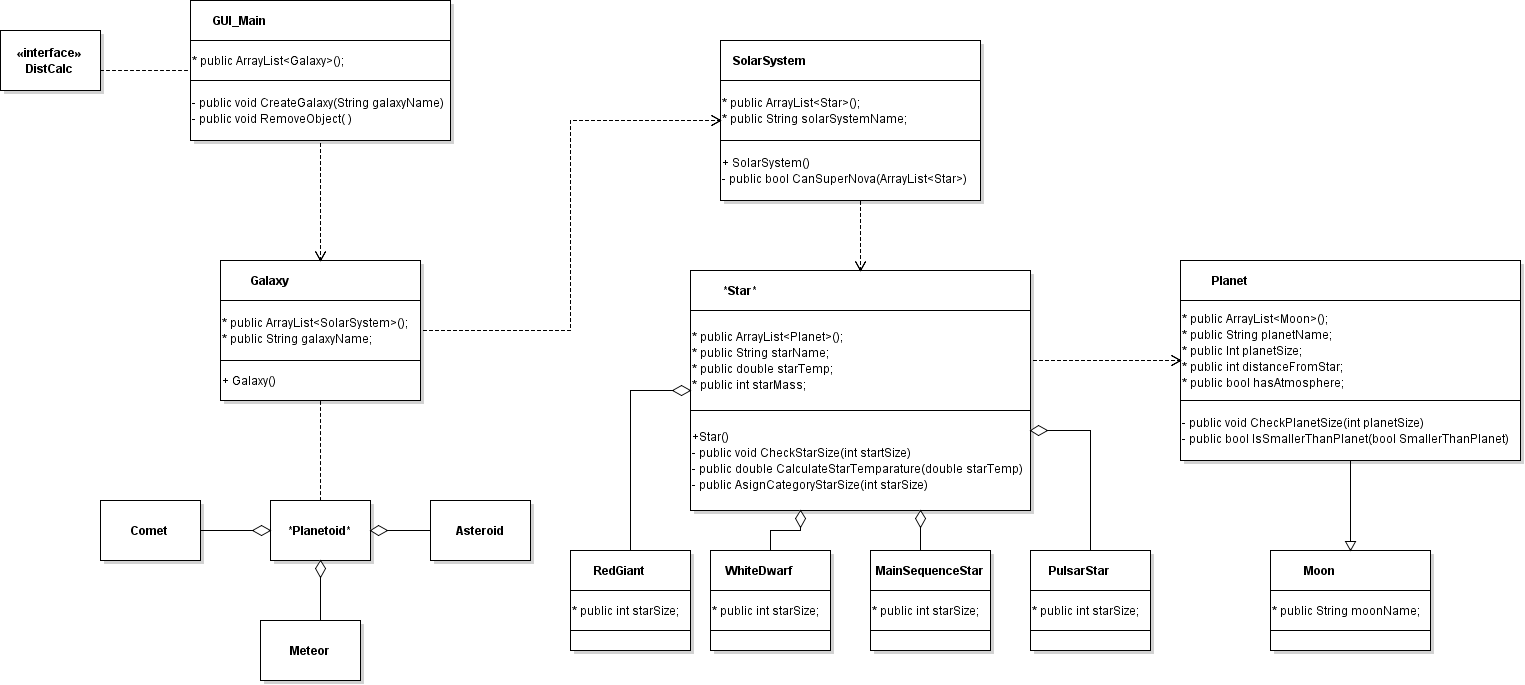 GUI_Main
* public ArrayList<Galaxy>();
- public void CreateGalaxy(String galaxyName)
- public void RemoveObject( )
«interface»
DistCalc
SolarSystem
* public ArrayList<Star>();
* public String solarSystemName;
+ SolarSystem()
- public bool CanSuperNova(ArrayList<Star>)
Galaxy
* public ArrayList<SolarSystem>();
* public String galaxyName;
+ Galaxy()
*Star*
* public ArrayList<Planet>();
* public String starName;
* public double starTemp;
* public int starMass;
+Star()
- public void CheckStarSize(int startSize)
- public double CalculateStarTemparature(double starTemp)
- public AsignCategoryStarSize(int starSize)
Planet
* public ArrayList<Moon>();
* public String planetName;
* public Int planetSize;
* public int distanceFromStar;
* public bool hasAtmosphere;
- public void CheckPlanetSize(int planetSize)
- public bool IsSmallerThanPlanet(bool SmallerThanPlanet)
Comet
*Planetoid*
Asteroid
Meteor
RedGiant
* public int starSize;
WhiteDwarf
* public int starSize;
MainSequenceStar
* public int starSize;
PulsarStar
* public int starSize;
Moon
* public String moonName;